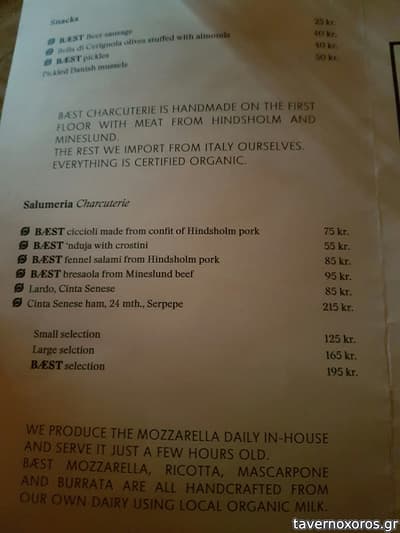 Snacks
BÆST Beer sausage 25 kr.
Bella di Cerignola olives stuffed with almonds 40 kr.
BÆST pickles 40 kr.
Pickled Danish mussels 50 kr.
BÆST CHARCUTERIE IS HANDMADE ON THE FIRST
FLOOR WITH MEAT FROM HINDSHOLM AND
MINESLUND.
THE REST WE IMPORT FROM ITALY OURSELVES.
EVERYTHING IS CERTIFIED ORGANIC.
Salumeria Charcuterie
BÆST ciccioli made from confit of Hindsholm pork 75 kr.
BÆST 'nduja with crostini 55 kr.
BÆST fennel salami from Hindsholm pork 85 kr.
BÆST bresaola from Mineslund beef 95 kr.
Lardo, Cinta Senese 85 kr.
Cinta Senese ham, 24 mth., Serpepe 215 kr.
Small selection 125 kr.
Large selction 165 kr.
BÆST selection 195 kr.
WE PRODUCE THE MOZZARELLA DAILY IN-HOUSE
AND SERVE IT JUST A FEW HOURS OLD.
BÆST MOZZARELLA, RICOTTA, MASCARPONE
AND BURRATA ARE ALL HANDCRAFTED FROM
OUR OWN DAIRY USING LOCAL ORGANIC MILK.
tavernoxoros.gr